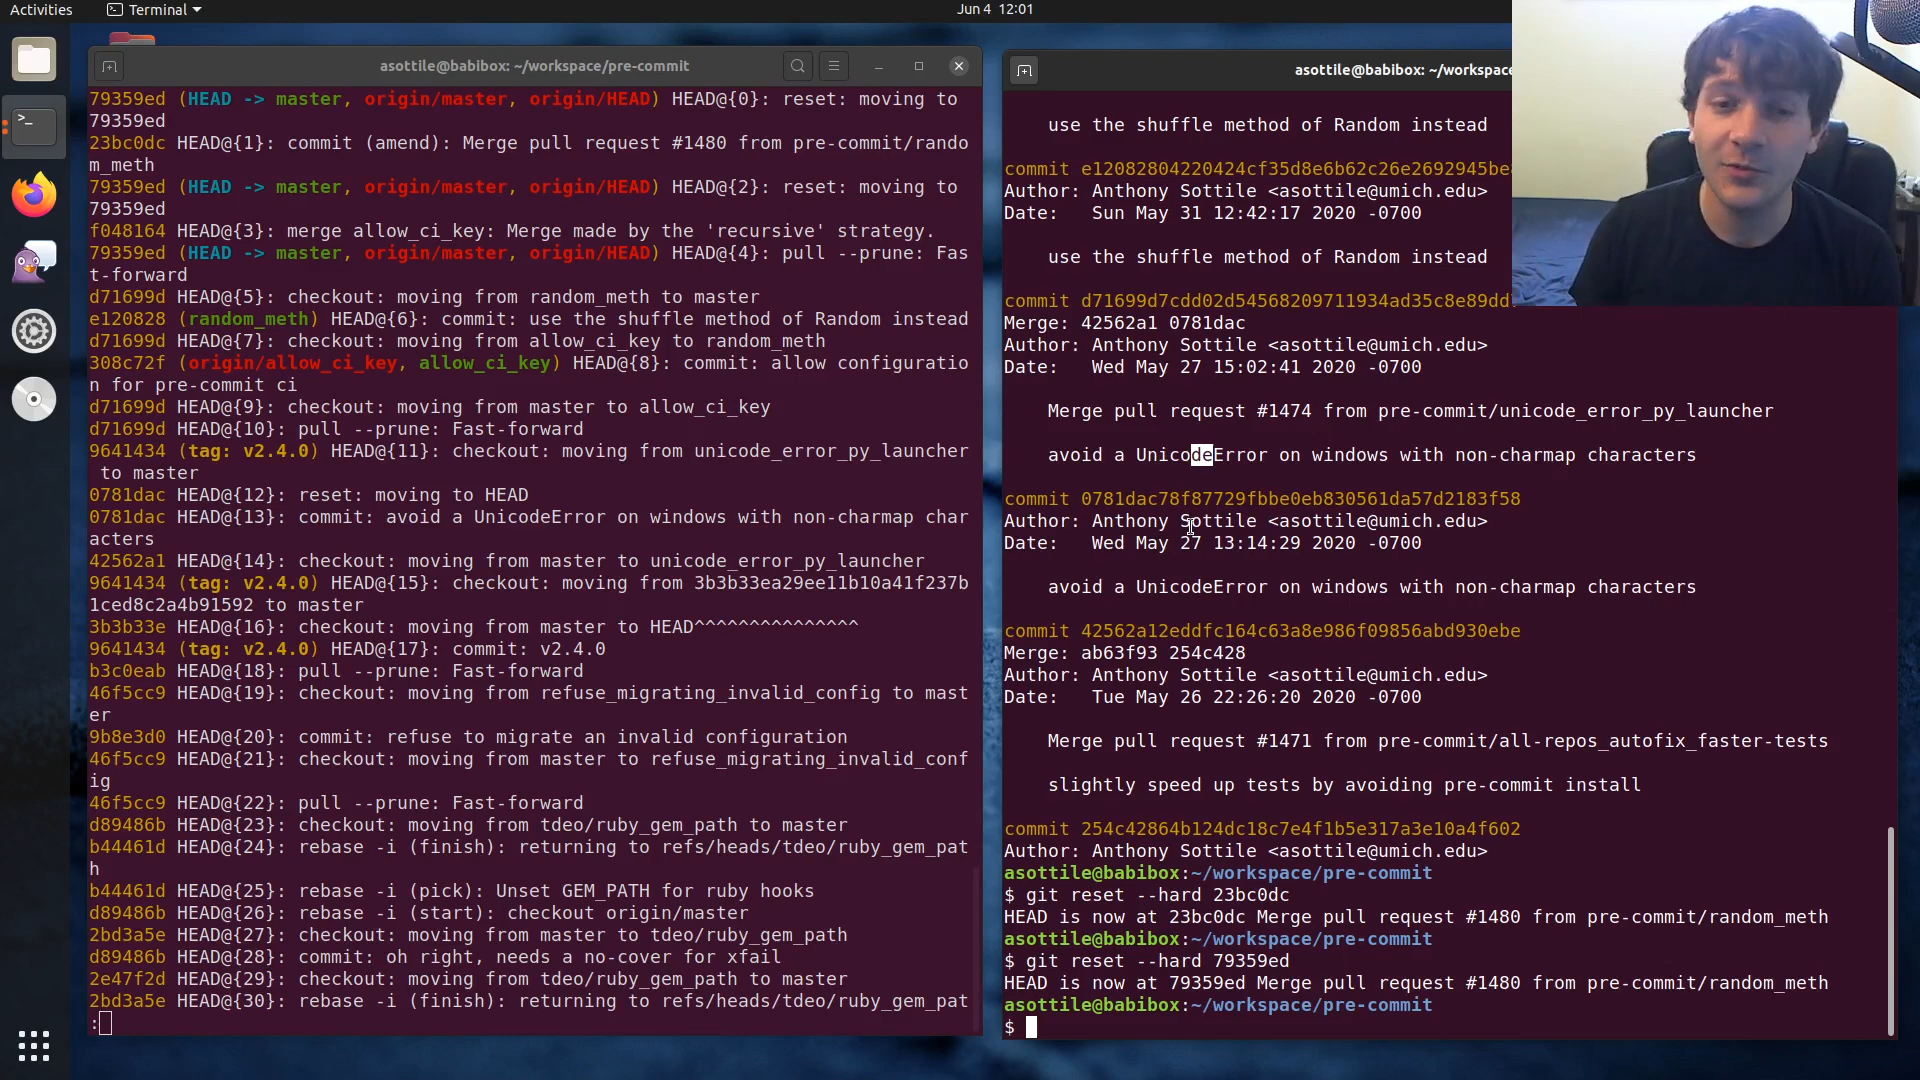 Activities
Terminal
Jun 4 12:01
asottile@babibox: ~/workspace/pre-commit
79359ed (HEAD -> master, origin/master, origin/HEAD) HEAD@{0}: reset: moving to
79359ed
23bc0dc HEAD@{1}: commit (amend): Merge pull request #1480 from pre-commit/rando
m_meth
79359ed (HEAD -> master, origin/master, origin/HEAD) HEAD@{2}: reset: moving to
79359ed
f048164 HEAD@{3}: merge allow_ci_key: Merge made by the 'recursive' strategy.
79359ed (HEAD -> master, origin/master, origin/HEAD) HEAD@{4}: pull --prune: Fas
t-forward
d71699d HEAD@{5}: checkout: moving from random_meth to master
e120828 (random_meth) HEAD@{6}: commit: use the shuffle method of Random instead
d71699d HEAD@{7}: checkout: moving from allow_ci_key to random_meth
308c72f (origin/allow_ci_key, allow_ci_key) HEAD@{8}: commit: allow configuratio
n for pre-commit ci
d71699d HEAD@{9}: checkout: moving from master to allow_ci_key
d71699d HEAD@{10}: pull --prune: Fast-forward
9641434 (tag: v2.4.0) HEAD@{11}: checkout: moving from unicode_error_py_launcher
 to master
0781dac HEAD@{12}: reset: moving to HEAD
0781dac HEAD@{13}: commit: avoid a UnicodeError on windows with non-charmap char
acters
42562a1 HEAD@{14}: checkout: moving from master to unicode_error_py_launcher
9641434 (tag: v2.4.0) HEAD@{15}: checkout: moving from 3b3b33ea29ee11b10a41f237b
1ced8c2a4b91592 to master
3b3b33e HEAD@{16}: checkout: moving from master to HEAD^^^^^^^^^^^^^^^
9641434 (tag: v2.4.0) HEAD@{17}: commit: v2.4.0
b3c0eab HEAD@{18}: pull --prune: Fast-forward
46f5cc9 HEAD@{19}: checkout: moving from refuse_migrating_invalid_config to mast
er
9b8e3d0 HEAD@{20}: commit: refuse to migrate an invalid configuration
46f5cc9 HEAD@{21}: checkout: moving from master to refuse_migrating_invalid_conf
ig
46f5cc9 HEAD@{22}: pull --prune: Fast-forward
d89486b HEAD@{23}: checkout: moving from tdeo/ruby_gem_path to master
b44461d HEAD@{24}: rebase -i (finish): returning to refs/heads/tdeo/ruby_gem_pat
h
b44461d HEAD@{25}: rebase -i (pick): Unset GEM_PATH for ruby hooks
d89486b HEAD@{26}: rebase -i (start): checkout origin/master
2bd3a5e HEAD@{27}: checkout: moving from master to tdeo/ruby_gem_path
d89486b HEAD@{28}: commit: oh right, needs a no-cover for xfail
2e47f2d HEAD@{29}: checkout: moving from tdeo/ruby_gem_path to master
2bd3a5e HEAD@{30}: rebase -i (finish): returning to refs/heads/tdeo/ruby_gem_pat
:
asottile@babibox: ~/workspace
use the shuffle method of Random instead
commit e12082804220424cf35d8e6b62c26e2692945be
Author: Anthony Sottile <asottile@umich.edu>
Date:   Sun May 31 12:42:17 2020 -0700
use the shuffle method of Random instead
commit d71699d7cdd02d54568209711934ad35c8e89dd
Merge: 42562a1 0781dac
Author: Anthony Sottile <asottile@umich.edu>
Date:   Wed May 27 15:02:41 2020 -0700
Merge pull request #1474 from pre-commit/unicode_error_py_launcher
avoid a UnicodeError on windows with non-charmap characters
commit 0781dac78f87729fbbe0eb830561da57d2183f58
Author: Anthony Sottile <asottile@umich.edu>
Date:   Wed May 27 13:14:29 2020 -0700
avoid a UnicodeError on windows with non-charmap characters
commit 42562a12eddfc164c63a8e986f09856abd930ebe
Merge: ab63f93 254c428
Author: Anthony Sottile <asottile@umich.edu>
Date:   Tue May 26 22:26:20 2020 -0700
Merge pull request #1471 from pre-commit/all-repos_autofix_faster-tests
slightly speed up tests by avoiding pre-commit install
commit 254c42864b124dc18c7e4f1b5e317a3e10a4f602
Author: Anthony Sottile <asottile@umich.edu>
asottile@babibox:~/workspace/pre-commit
$ git reset --hard 23bc0dc
HEAD is now at 23bc0dc Merge pull request #1480 from pre-commit/random_meth
asottile@babibox:~/workspace/pre-commit
$ git reset --hard 79359ed
HEAD is now at 79359ed Merge pull request #1480 from pre-commit/random_meth
asottile@babibox:~/workspace/pre-commit
$